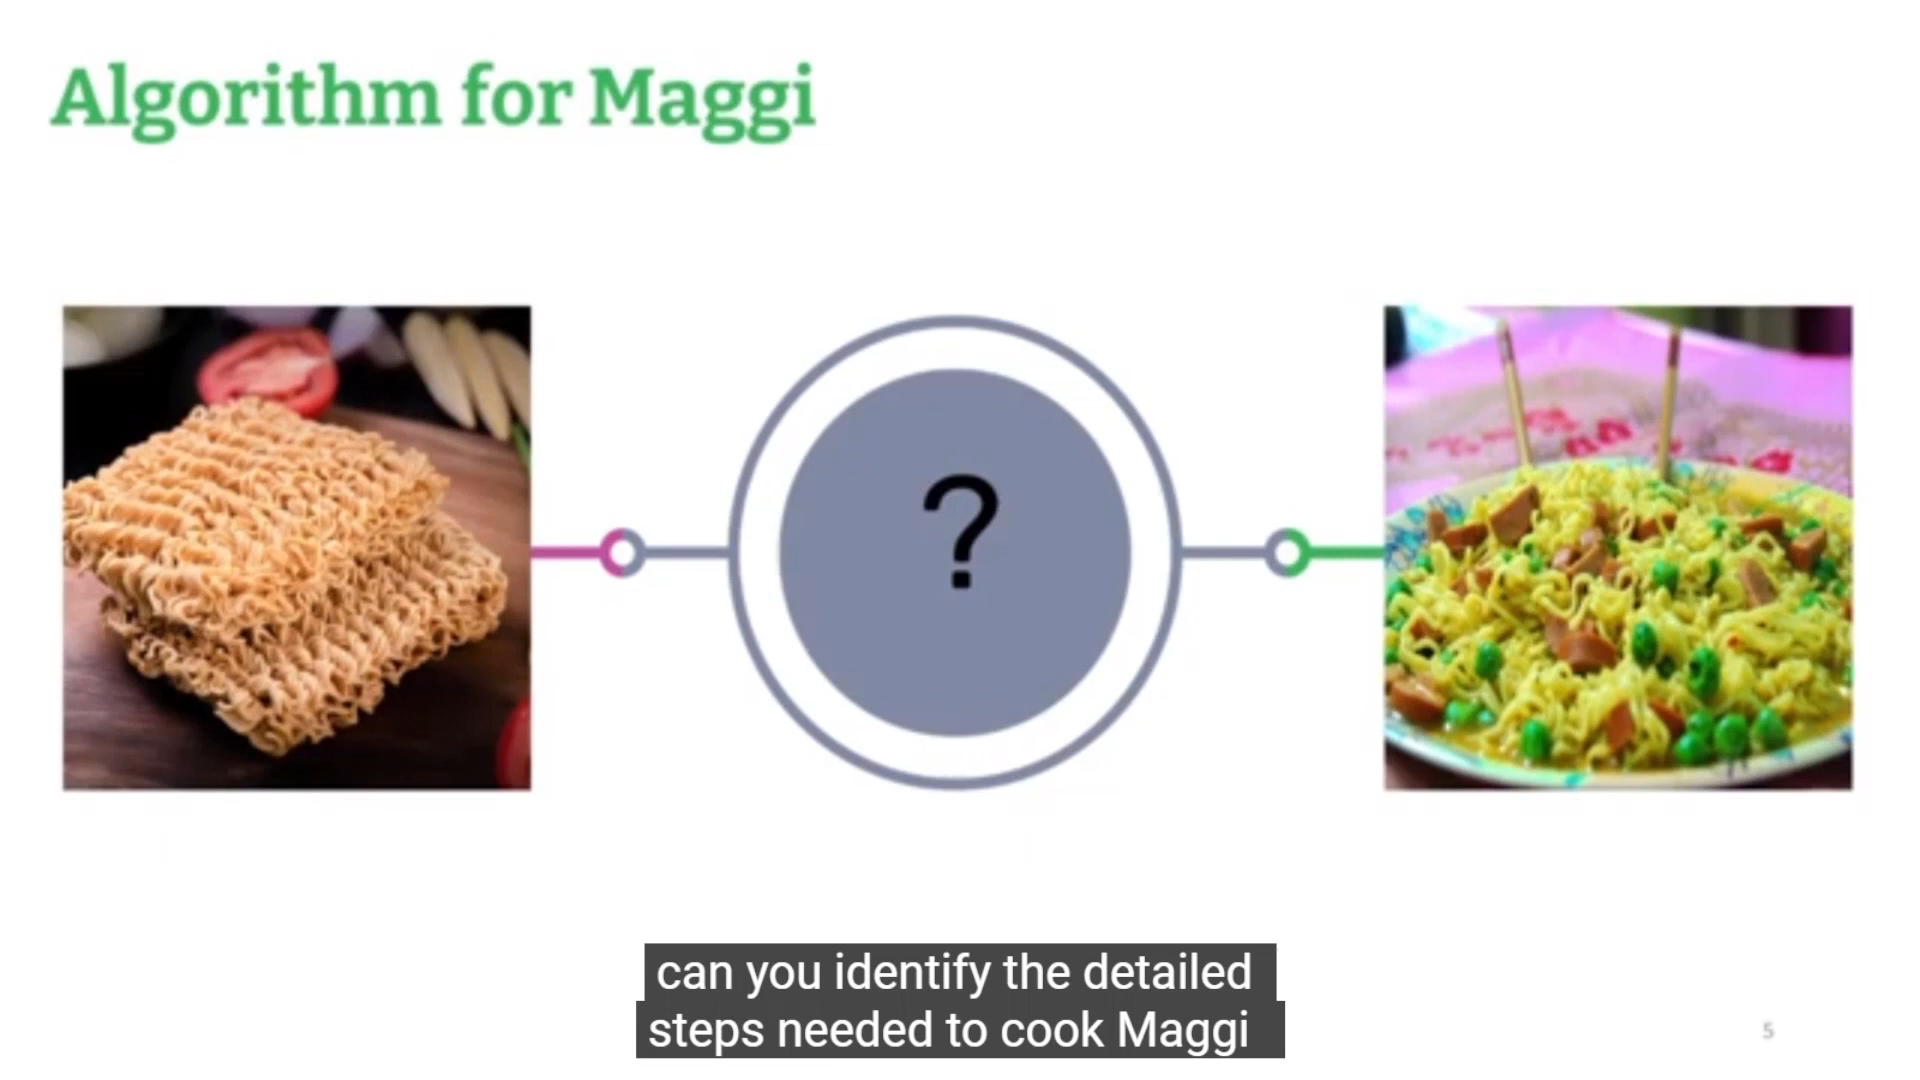 Algorithm for Maggi
?
can you identify the detailed
steps needed to cook Maggi
5